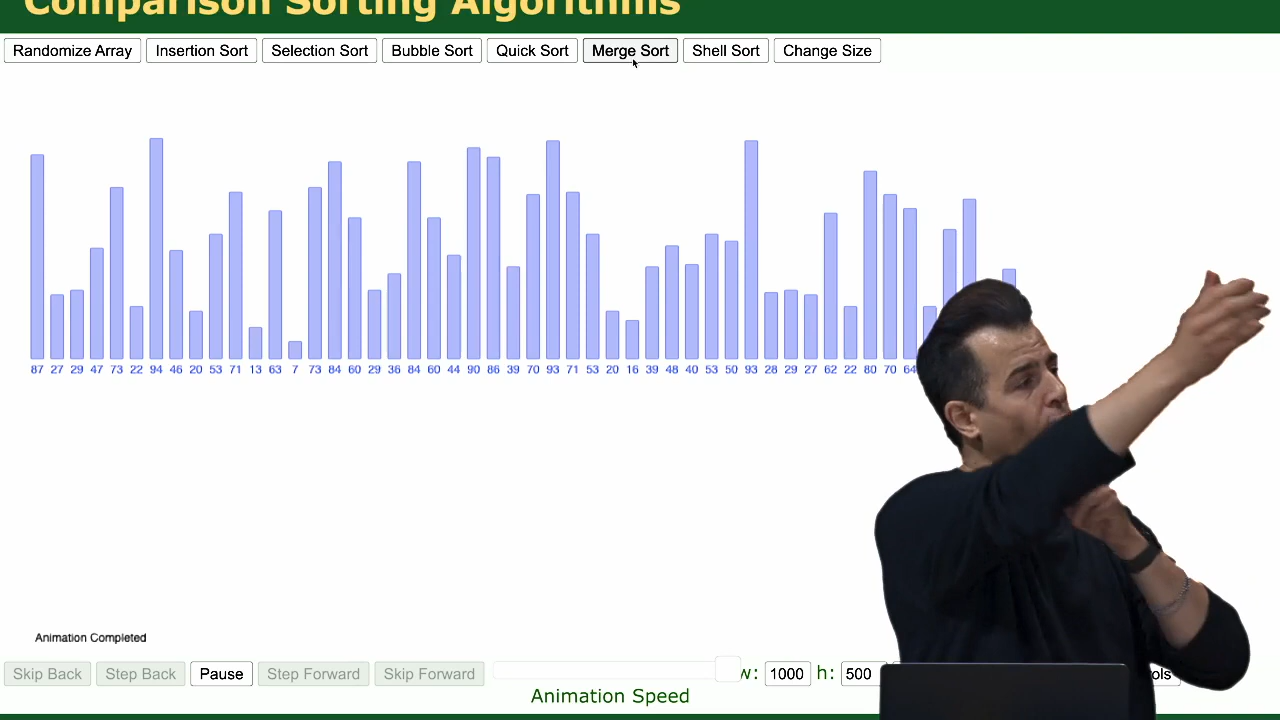 Comparison Sorting Algorithms
Randomize Array Insertion Sort Selection Sort Bubble Sort Quick Sort Merge Sort Shell Sort Change Size
87 27 29 47 73 22 94 46 20 53 71 13 63 7 73 84 60 29 36 84 60 44 90 86 39 70 93 71 53 20 16 39 48 40 53 50 93 28 29 27 62 22 80 70 64
Animation Completed
Skip Back Step Back Pause Step Forward Skip Forward w: 1000 h: 500
Animation Speed